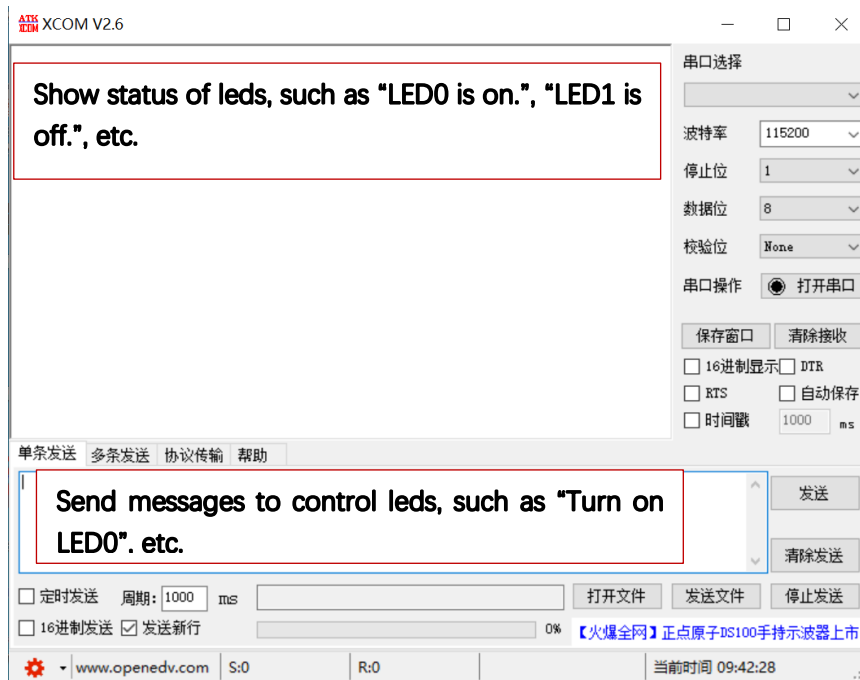 ATK XCOM XCOM V2.6
Show status of leds, such as “LED0 is on.”, “LED1 is
off.”, etc.
串口选择
波特率 115200
停止位 1
数据位 8
校验位 None
串口操作 打开串口
保存窗口 清除接收
16进制显示 DTR
RTS 自动保存
时间戳 1000 ms
单条发送 多条发送 协议传输 帮助
Send messages to control leds, such as “Turn on
LED0”. etc.
发送
清除发送
定时发送 周期: 1000 ms 打开文件 发送文件 停止发送
16进制发送 发送新行 0% 【火爆全网】正点原子DS100手持示波器上市
www.openedv.com S:0 R:0 当前时间 09:42:28